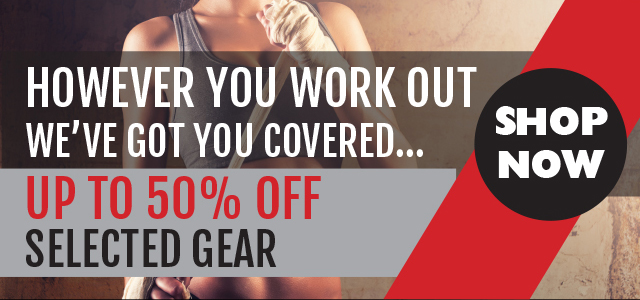 HOWEVER YOU WORK OUT
WE'VE GOT YOU COVERED...
UP TO 50% OFF
SELECTED GEAR
SHOP
NOW